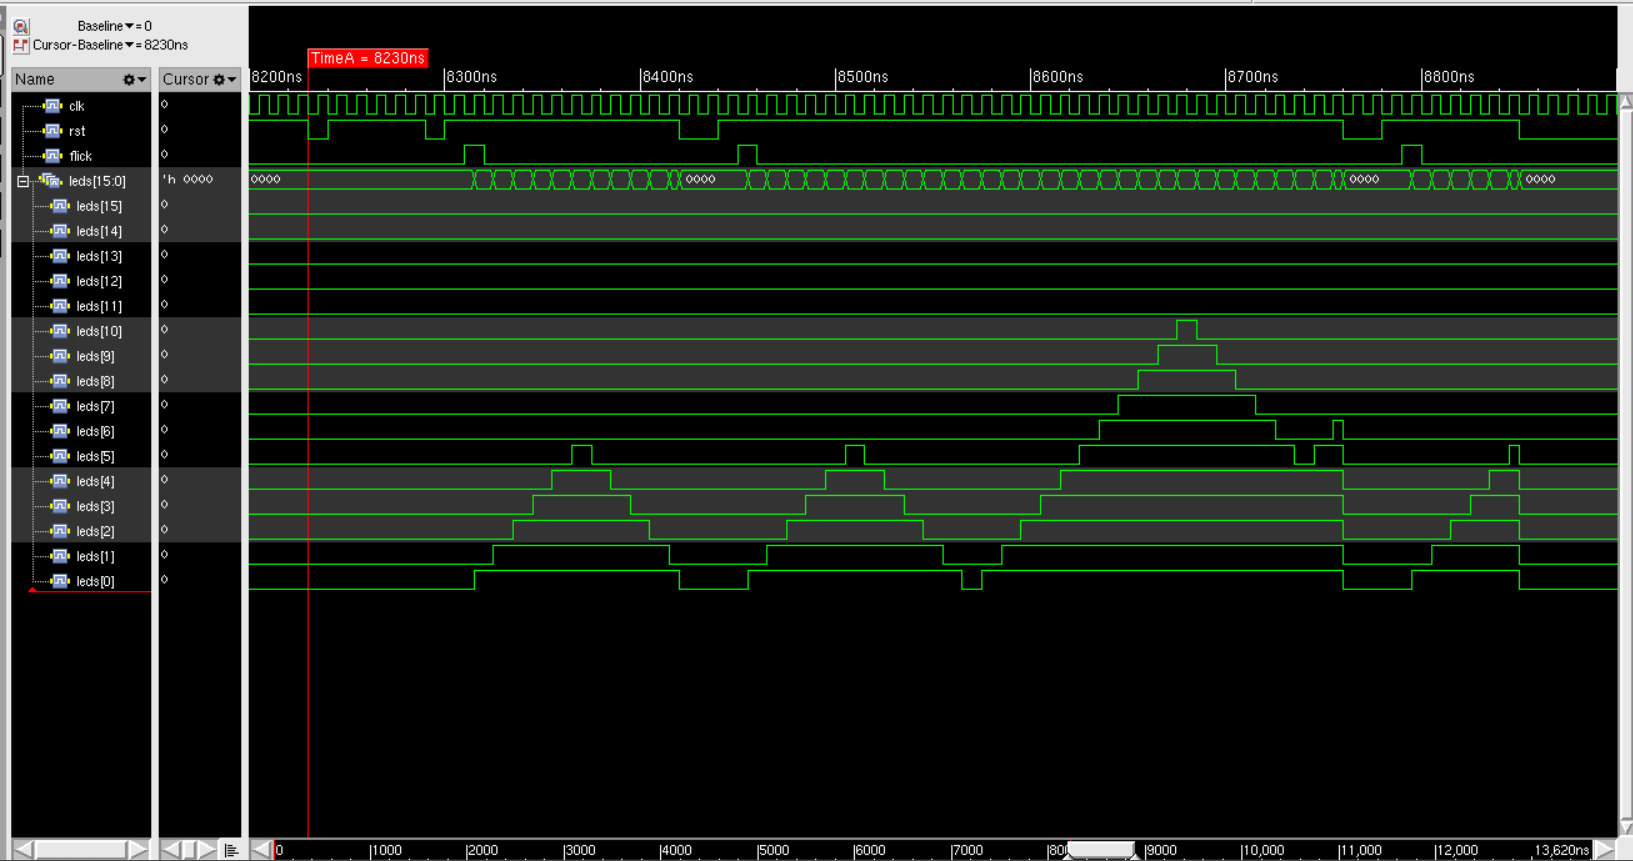 Baseline▼= 0
Cursor-Baseline▼= 8230ns
TimeA = 8230ns
Name Cursor 8200ns 8300ns 8400ns 8500ns 8600ns 8700ns 8800ns
clk 0
rst 0
flick 0
leds[15:0] 'h 0000 0000 0000 0000 0000
leds[15] 0
leds[14] 0
leds[13] 0
leds[12] 0
leds[11] 0
leds[10] 0
leds[9] 0
leds[8] 0
leds[7] 0
leds[6] 0
leds[5] 0
leds[4] 0
leds[3] 0
leds[2] 0
leds[1] 0
leds[0] 0
0 1000 2000 3000 4000 5000 6000 7000 80 9000 10,000 11,000 12,000 13,620ns